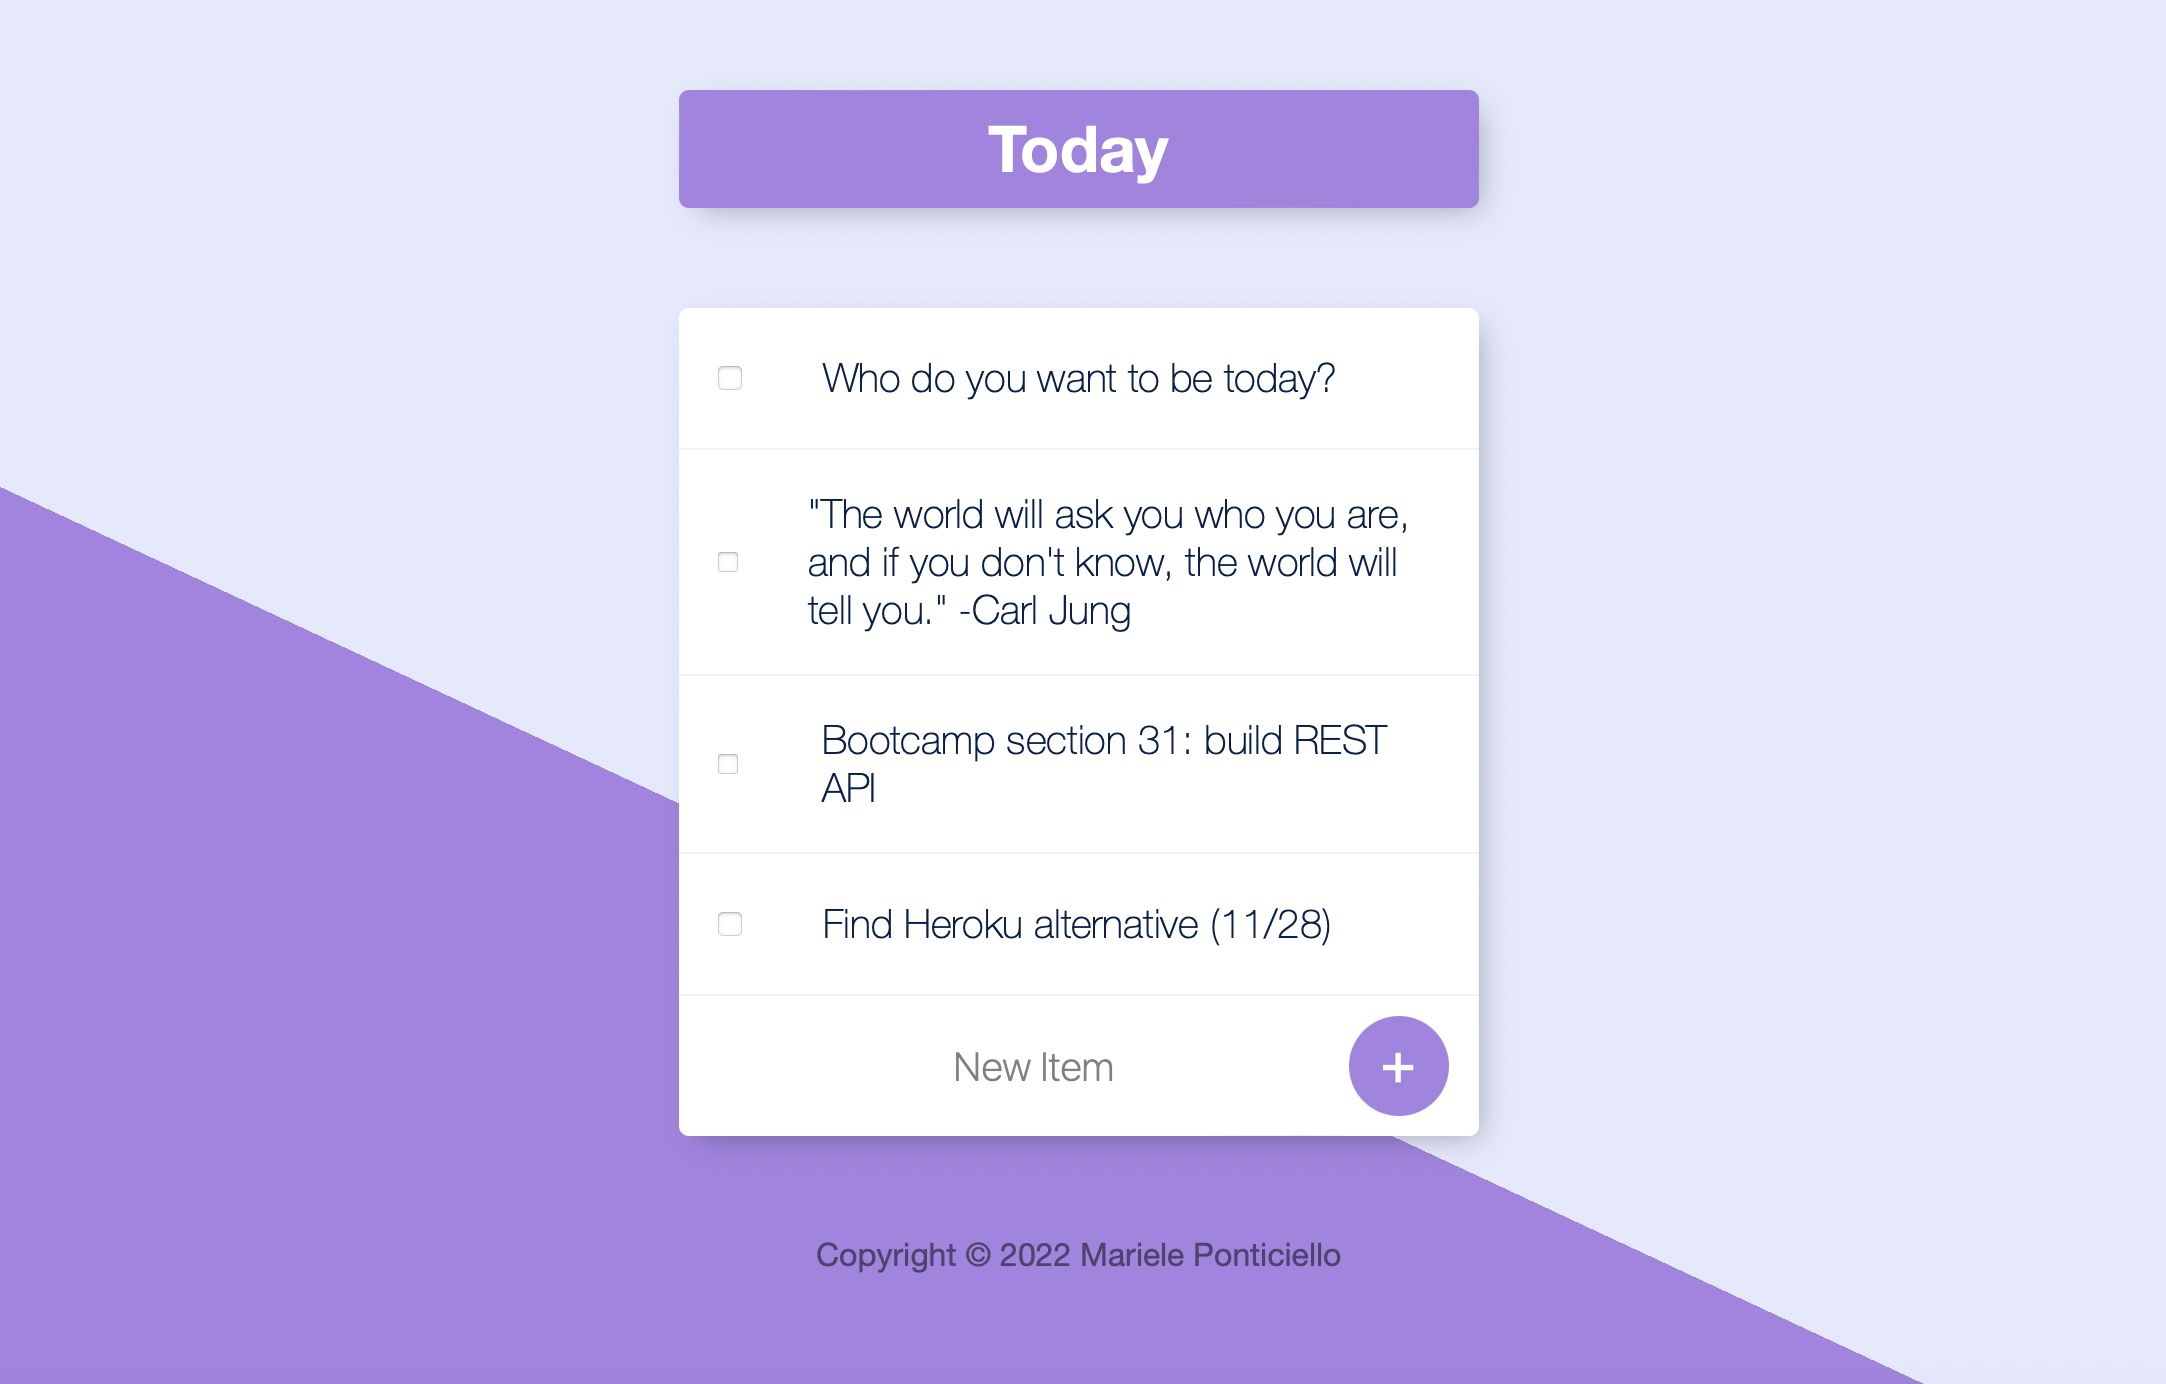 Today
Who do you want to be today?
"The world will ask you who you are,
and if you don't know, the world will
tell you." -Carl Jung
Bootcamp section 31: build REST
API
Find Heroku alternative (11/28)
New Item
+
Copyright © 2022 Mariele Ponticiello